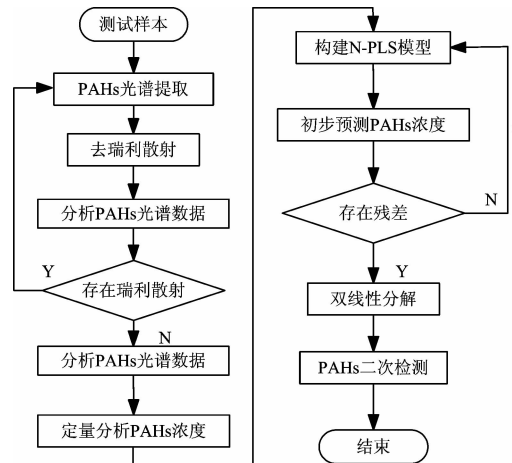 测试样本
PAHs光谱提取
去瑞利散射
分析PAHs光谱数据
Y
存在瑞利散射
N
分析PAHs光谱数据
定量分析PAHs浓度
构建N-PLS模型
初步预测PAHs浓度
N
存在残差
Y
双线性分解
PAHs二次检测
结束